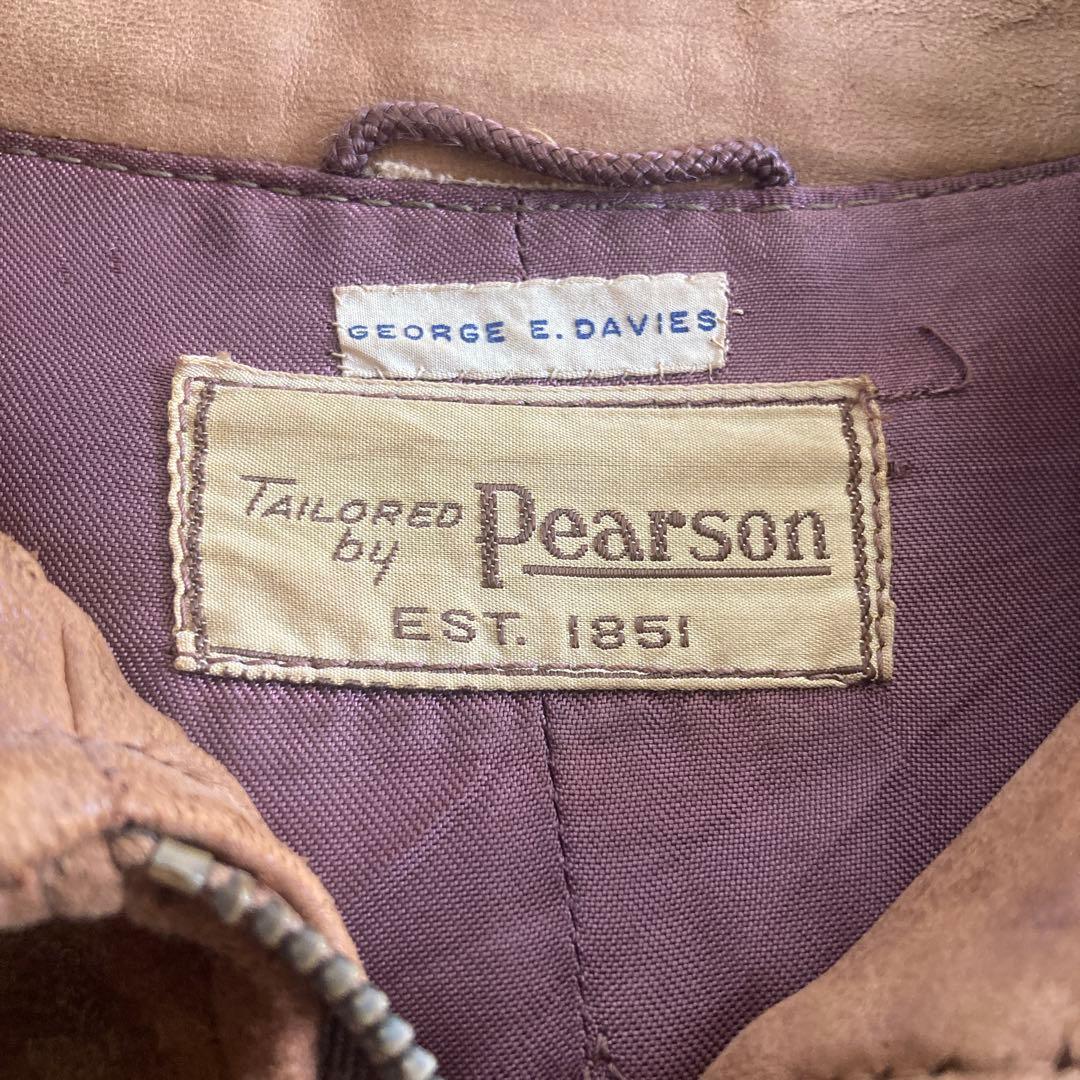 GEORGE E. DAVIES
TAILORED by Pearson
EST. 1851